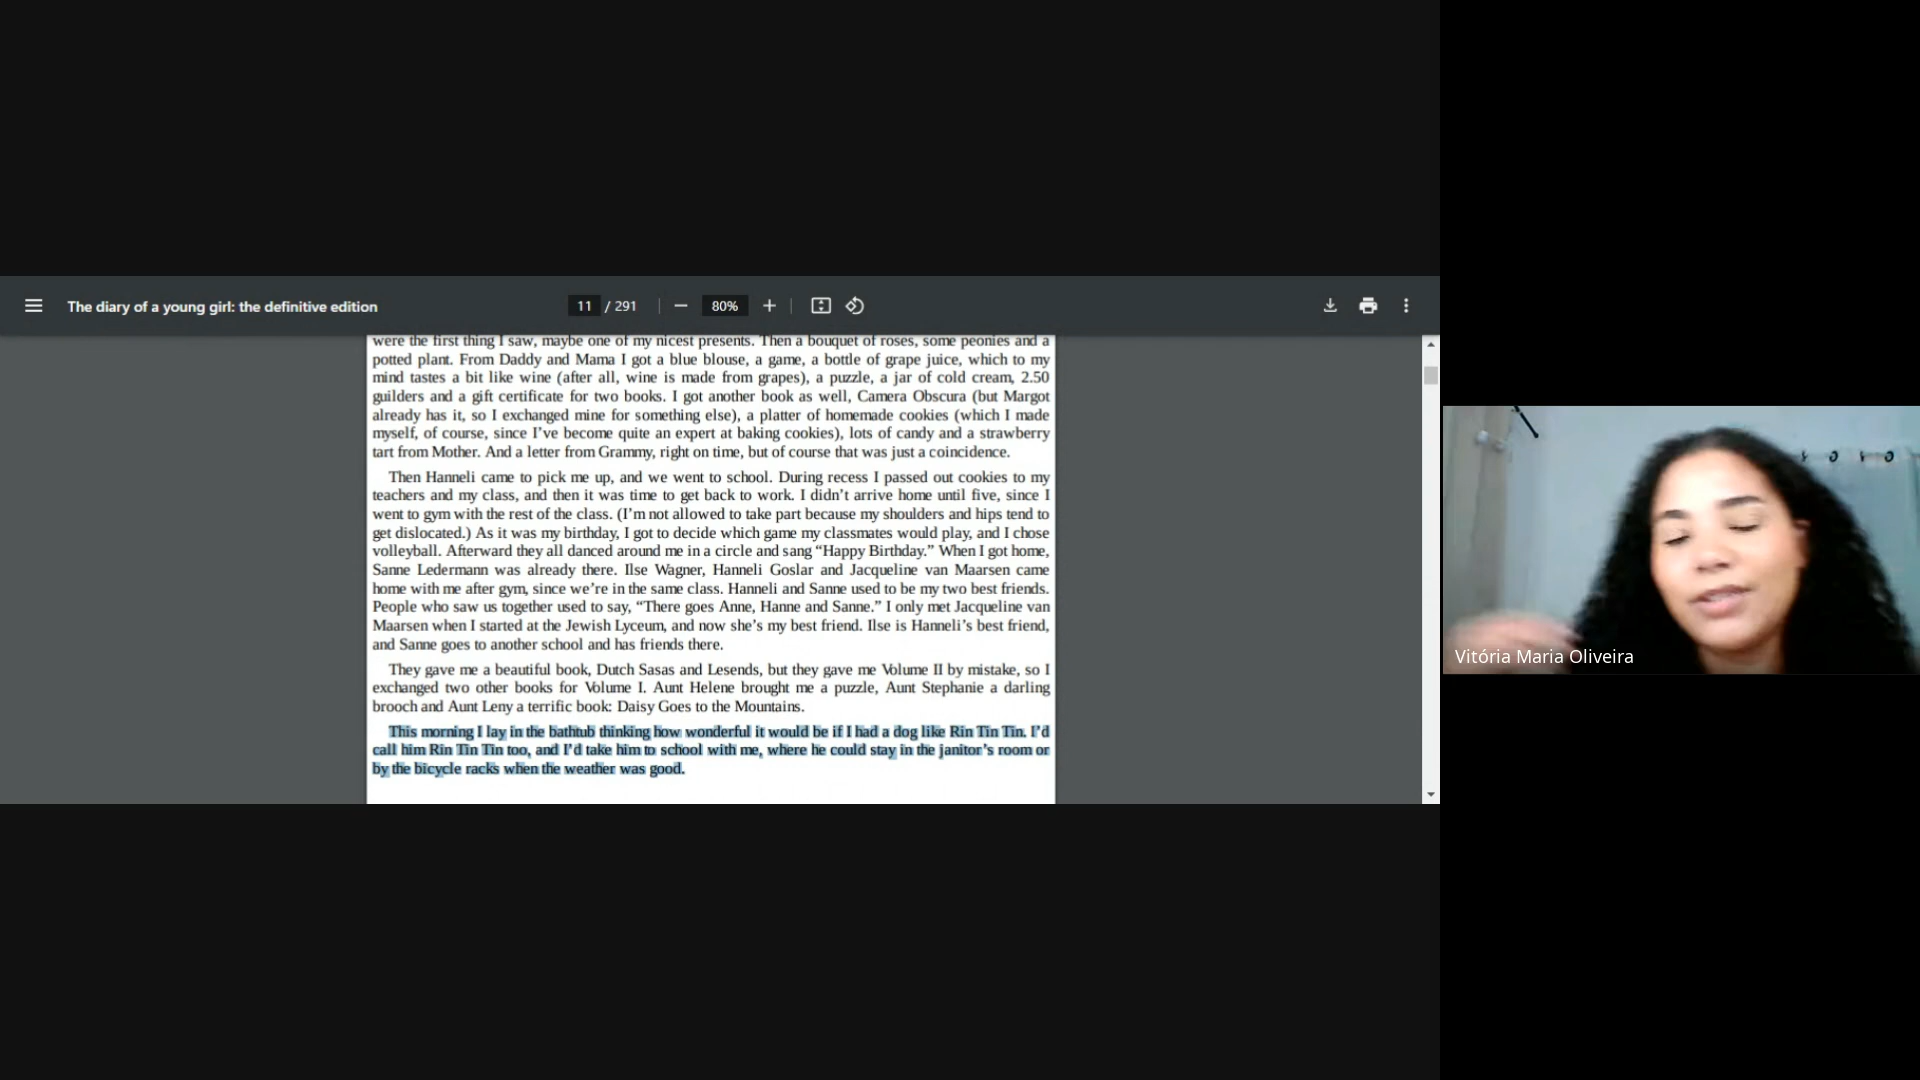 The diary of a young girl: the definitive edition
11 / 291
80%
were the first thing I saw, maybe one of my nicest presents. Then a bouquet of roses, some peonies and a
potted plant. From Daddy and Mama I got a blue blouse, a game, a bottle of grape juice, which to my
mind tastes a bit like wine (after all, wine is made from grapes), a puzzle, a jar of cold cream, 2.50
guilders and a gift certificate for two books. I got another book as well, Camera Obscura (but Margot
already has it, so I exchanged mine for something else), a platter of homemade cookies (which I made
myself, of course, since I’ve become quite an expert at baking cookies), lots of candy and a strawberry
tart from Mother. And a letter from Grammy, right on time, but of course that was just a coincidence.
Then Hanneli came to pick me up, and we went to school. During recess I passed out cookies to my
teachers and my class, and then it was time to get back to work. I didn’t arrive home until five, since I
went to gym with the rest of the class. (I’m not allowed to take part because my shoulders and hips tend to
get dislocated.) As it was my birthday, I got to decide which game my classmates would play, and I chose
volleyball. Afterward they all danced around me in a circle and sang “Happy Birthday.” When I got home,
Sanne Ledermann was already there. Ilse Wagner, Hanneli Goslar and Jacqueline van Maarsen came
home with me after gym, since we’re in the same class. Hanneli and Sanne used to be my two best friends.
People who saw us together used to say, “There goes Anne, Hanne and Sanne.” I only met Jacqueline van
Maarsen when I started at the Jewish Lyceum, and now she’s my best friend. Ilse is Hanneli’s best friend,
and Sanne goes to another school and has friends there.
They gave me a beautiful book, Dutch Sasas and Lesends, but they gave me Volume II by mistake, so I
exchanged two other books for Volume I. Aunt Helene brought me a puzzle, Aunt Stephanie a darling
brooch and Aunt Leny a terrific book: Daisy Goes to the Mountains.
This morning I lay in the bathtub thinking how wonderful it would be if I had a dog like Rin Tin Tin. I’d
call him Rin Tin Tin too, and I’d take him to school with me, where he could stay in the janitor’s room or
by the bicycle racks when the weather was good.
Vitória Maria Oliveira